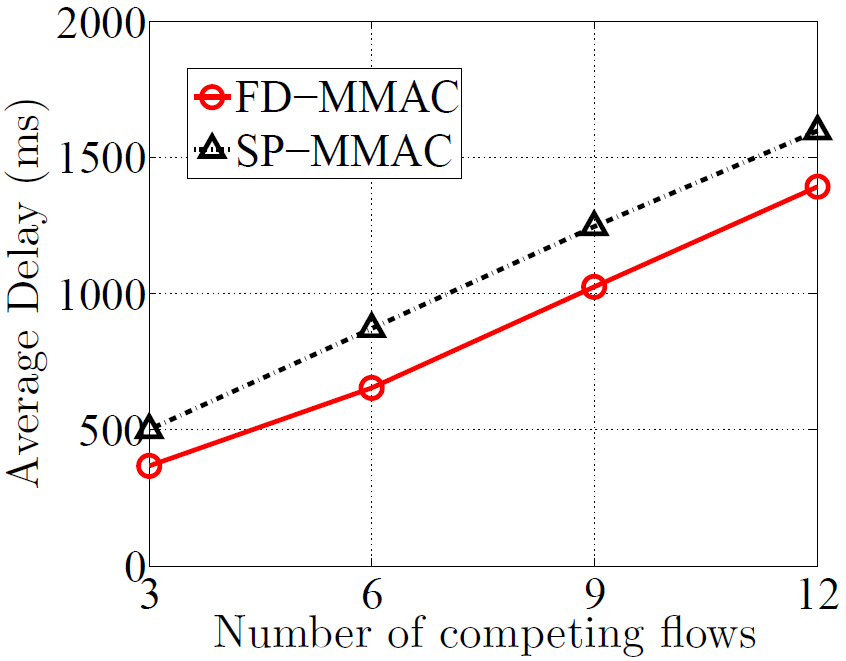 2000
FD−MMAC
SP−MMAC
1500
1000
500
0
Average Delay (ms)
3 6 9 12
Number of competing flows